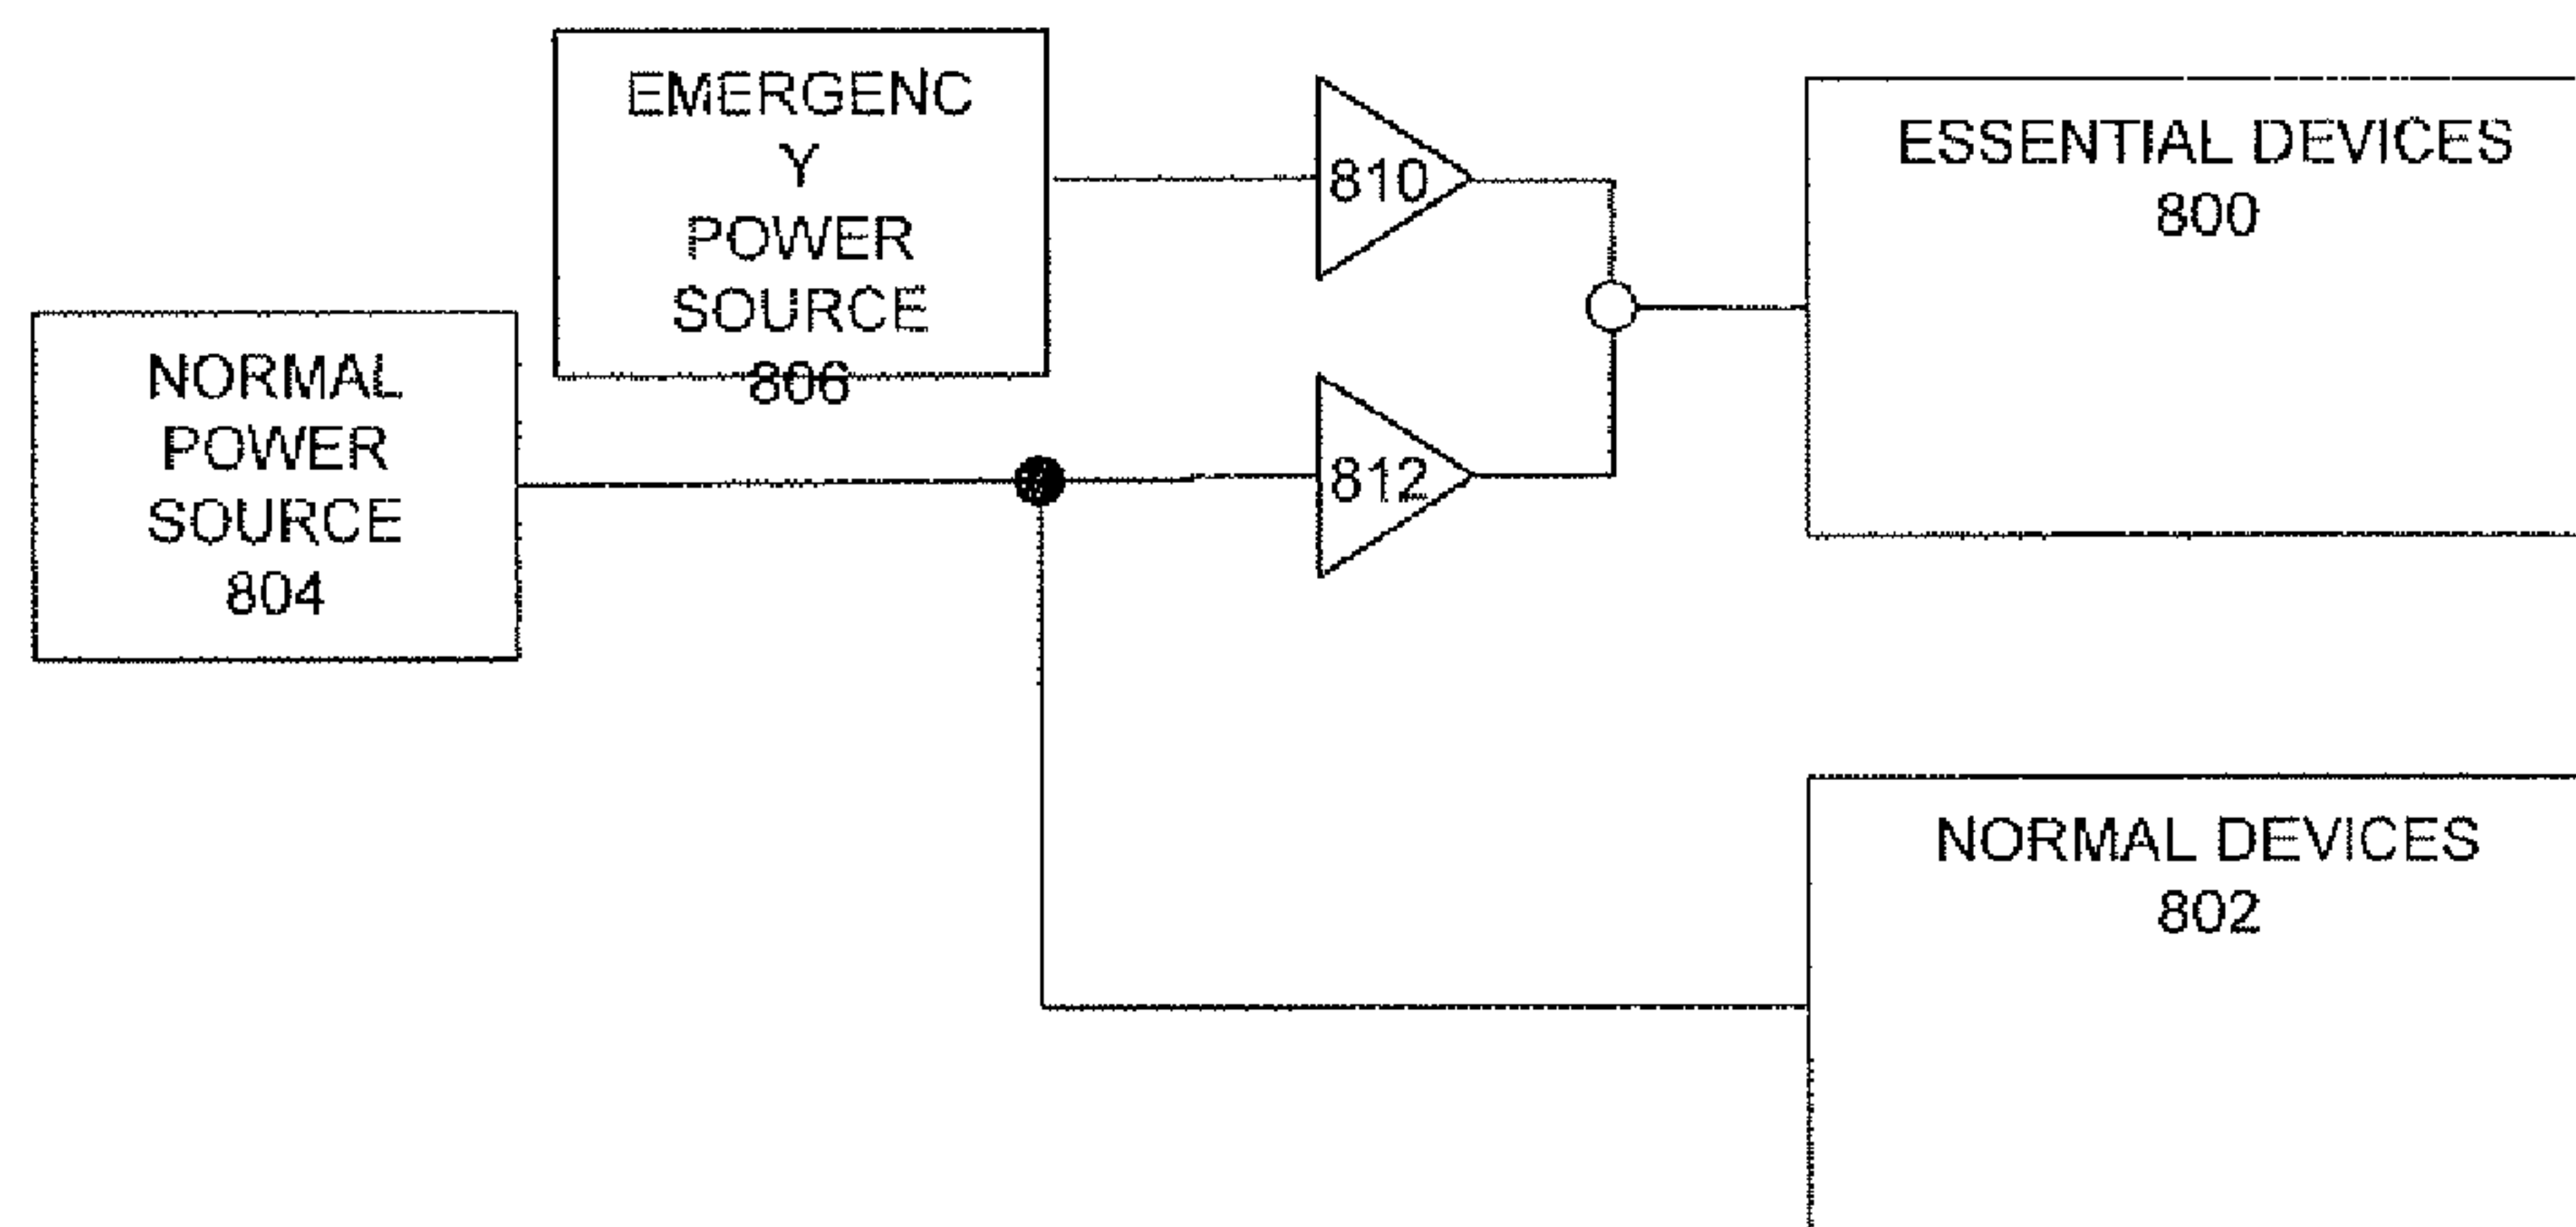 EMERGENC
Y
POWER
SOURCE
806
NORMAL
POWER
SOURCE
804
810
812
ESSENTIAL DEVICES
800
NORMAL DEVICES
802